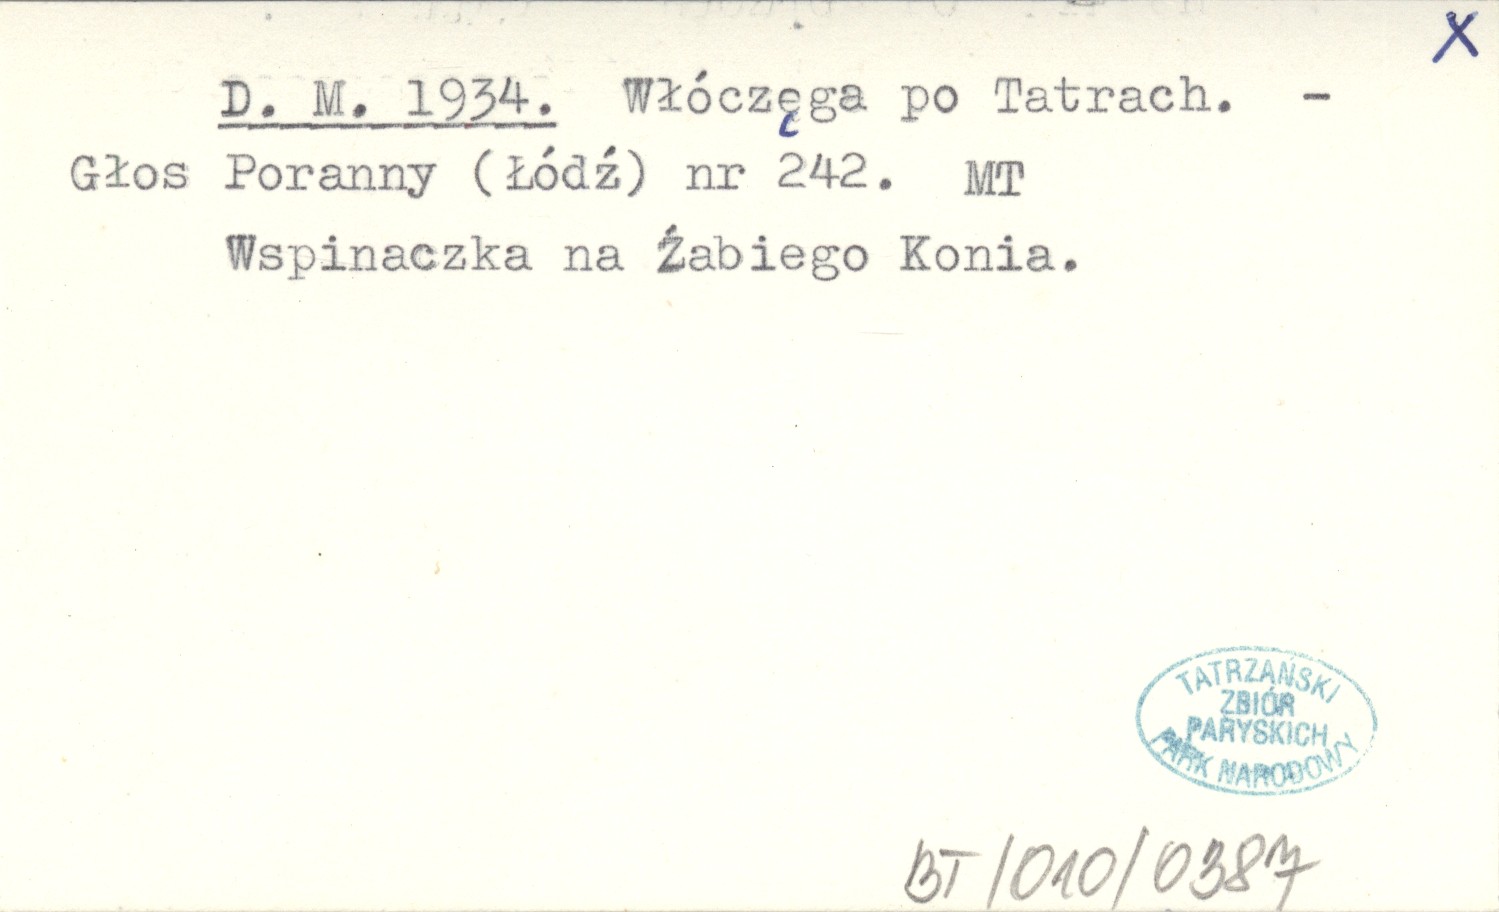 X
D. M. 1934. Włóczęga po Tatrach. -
Głos Poranny (Łódź) nr 242. MT
Wspinaczka na Źabiego Konia.
TATRZAŃSKI
ZBIÓR
PARYSKICH
PARK NARODOWY
BT/010/0387